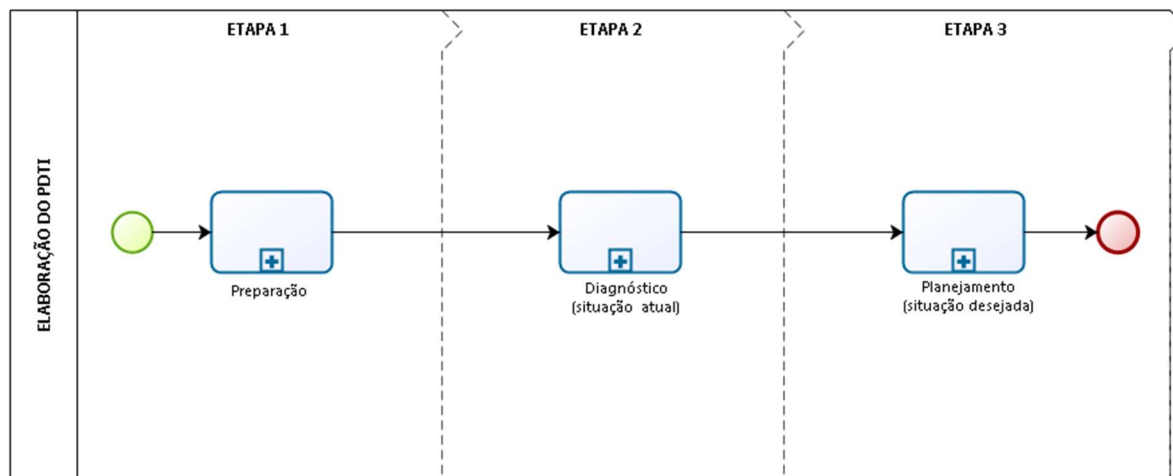 ELABORAÇÃO DO PDTI
ETAPA 1
ETAPA 2
ETAPA 3
Preparação
Diagnóstico
(situação atual)
Planejamento
(situação desejada)